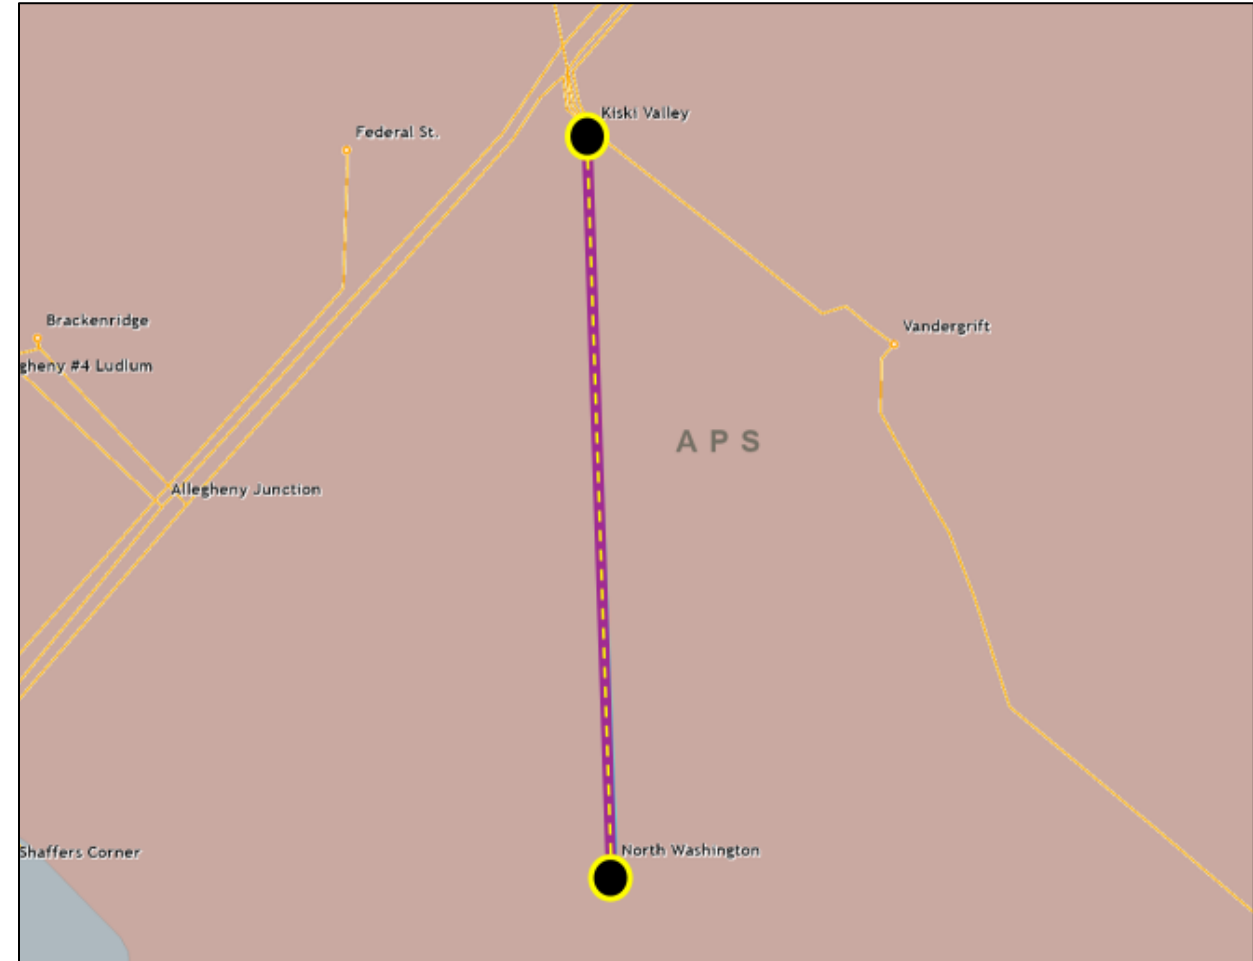 Kiski Valley
Federal St.
Brackenridge
Vandergrift
gheny #4 Ludlum
A P S
Allegheny Junction
Shaffers Corner
North Washington